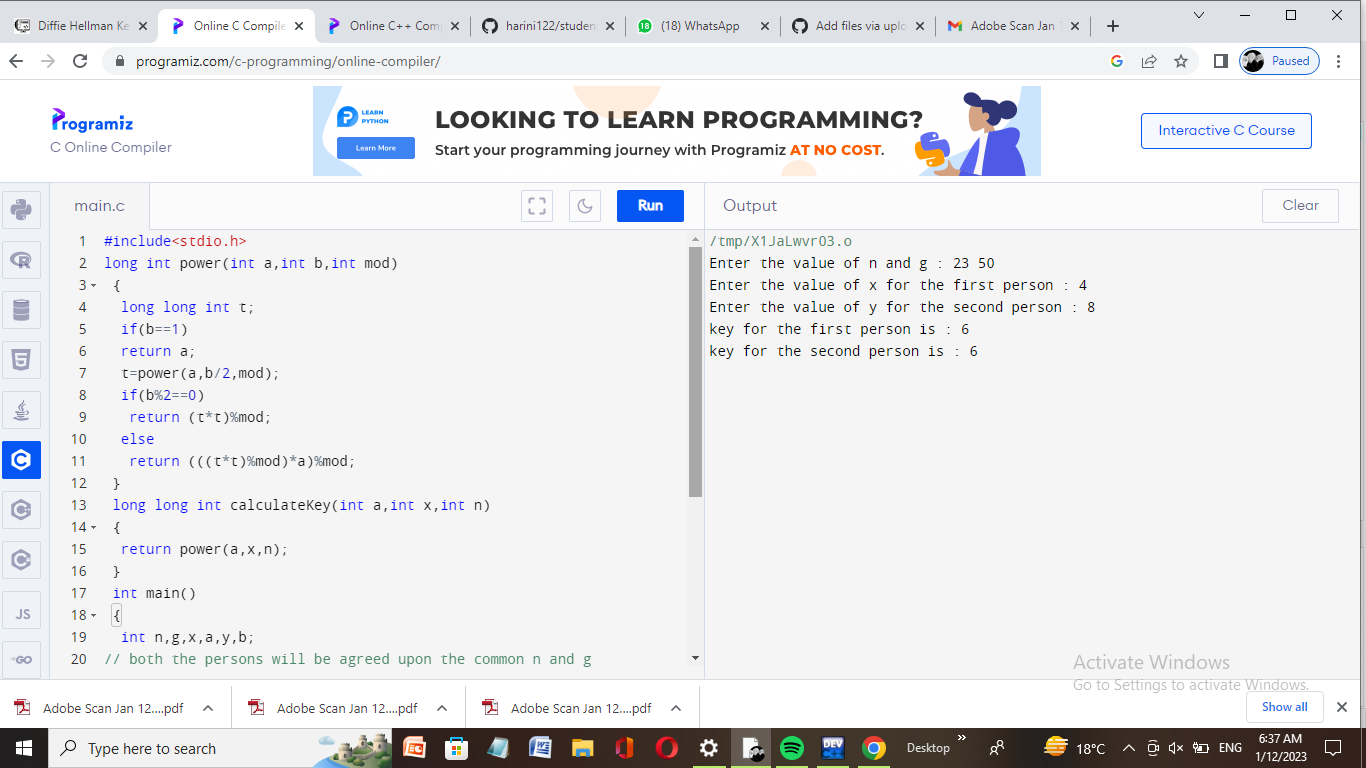 Diffie Hellman Ke
Online C Compile
Online C++ Com
harini122/studen
(18) WhatsApp
Add files via uplo
Adobe Scan Jan 1
programiz.com/c-programming/online-compiler/
Paused
Programiz
C Online Compiler
LEARN
PYTHON
Learn More
LOOKING TO LEARN PROGRAMMING?
Start your programming journey with Programiz AT NO COST.
Interactive C Course
main.c
Run
Output
Clear
1 #include<stdio.h>
2 long int power(int a,int b,int mod)
3 {
4 long long int t;
5 if(b==1)
6 return a;
7 t=power(a,b/2,mod);
8 if(b%2==0)
9 return (t*t)%mod;
10 else
11 return (((t*t)%mod)*a)%mod;
12 }
13 long long int calculateKey(int a,int x,int n)
14 {
15 return power(a,x,n);
16 }
17 int main()
18 {
19 int n,g,x,a,y,b;
20 // both the persons will be agreed upon the common n and g
/tmp/X1JaLwvrO3.o
Enter the value of n and g : 23 50
Enter the value of x for the first person : 4
Enter the value of y for the second person : 8
key for the first person is : 6
key for the second person is : 6
JS
GO
Activate Windows
Go to Settings to activate Windows.
Adobe Scan Jan 12....pdf
Adobe Scan Jan 12....pdf
Adobe Scan Jan 12....pdf
Show all
Type here to search
DEV
Desktop
18°C
ENG
6:37 AM
1/12/2023